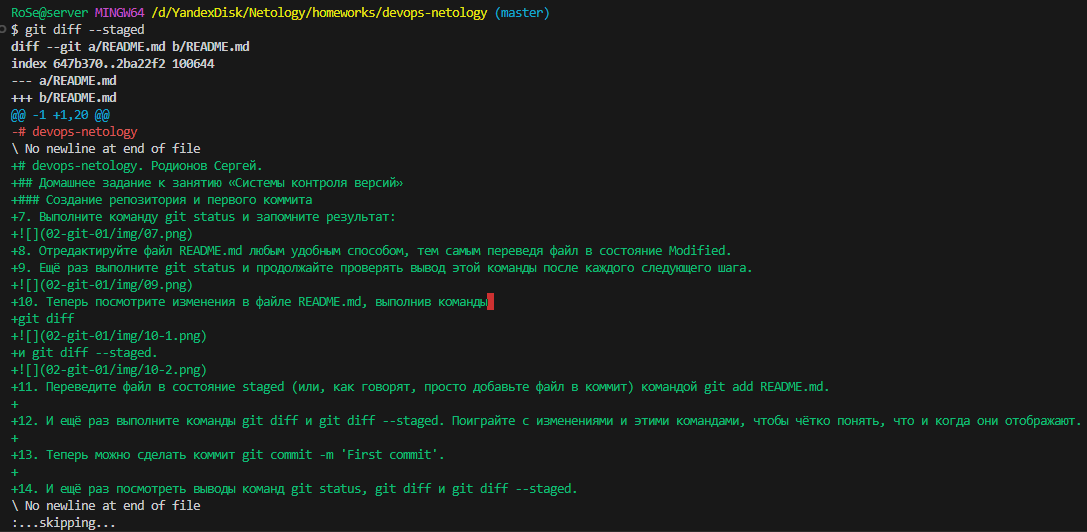 RoSe@server MINGW64 /d/YandexDisk/Netology/homeworks/devops-netology (master)
$ git diff --staged
diff --git a/README.md b/README.md
index 647b370..2ba22f2 100644
--- a/README.md
+++ b/README.md
@@ -1 +1,20 @@
-# devops-netology
\ No newline at end of file
+# devops-netology. Родионов Сергей.
+## Домашнее задание к занятию «Системы контроля версий»
+### Создание репозитория и первого коммита
+7. Выполните команду git status и запомните результат:
+![](02-git-01/img/07.png)
+8. Отредактируйте файл README.md любым удобным способом, тем самым переведя файл в состояние Modified.
+9. Ещё раз выполните git status и продолжайте проверять вывод этой команды после каждого следующего шага.
+![](02-git-01/img/09.png)
+10. Теперь посмотрите изменения в файле README.md, выполнив команды
+git diff
+![](02-git-01/img/10-1.png)
+и git diff --staged.
+![](02-git-01/img/10-2.png)
+11. Переведите файл в состояние staged (или, как говорят, просто добавьте файл в коммит) командой git add README.md.
+
+12. И ещё раз выполните команды git diff и git diff --staged. Поиграйте с изменениями и этими командами, чтобы чётко понять, что и когда они отображают.
+
+13. Теперь можно сделать коммит git commit -m 'First commit'.
+
+14. И ещё раз посмотреть выводы команд git status, git diff и git diff --staged.
\ No newline at end of file
:...skipping...